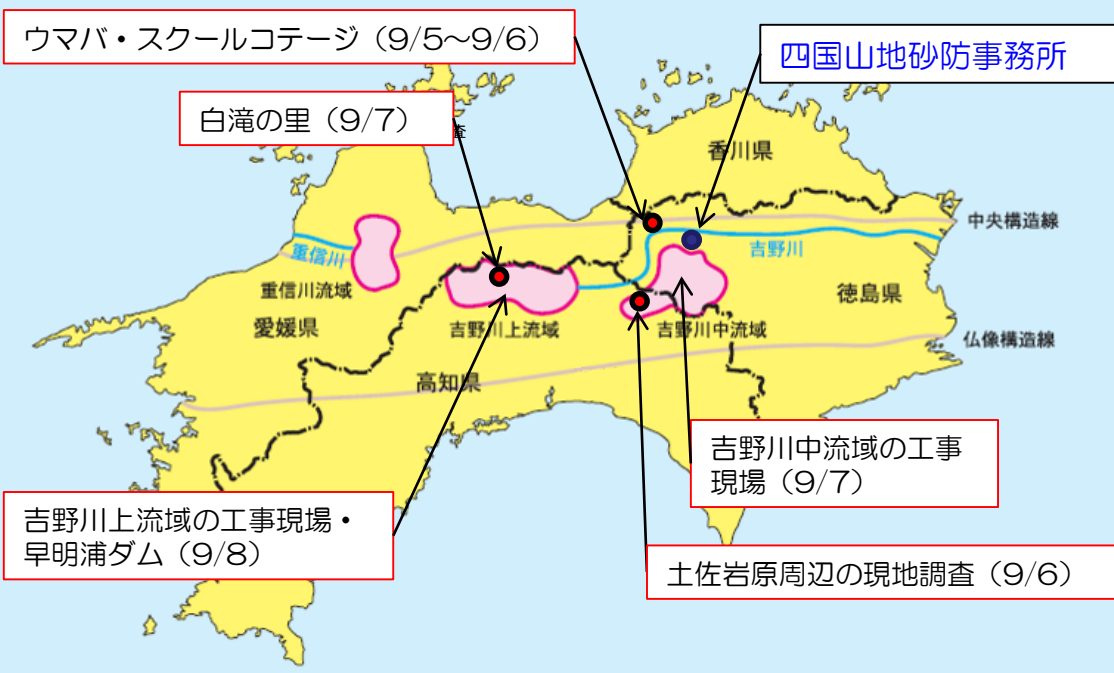 ウマバ・スクールコテージ（9/5～9/6）
四国山地砂防事務所
白滝の里（9/7）
査
香川県
中央構造線
重信川
吉野川
重信川流域
徳島県
愛媛県
吉野川上流域
吉野川中流域
仏像構造線
高知県
吉野川中流域の工事
現場（9/7）
吉野川上流域の工事現場・
早明浦ダム（9/8）
土佐岩原周辺の現地調査（9/6）